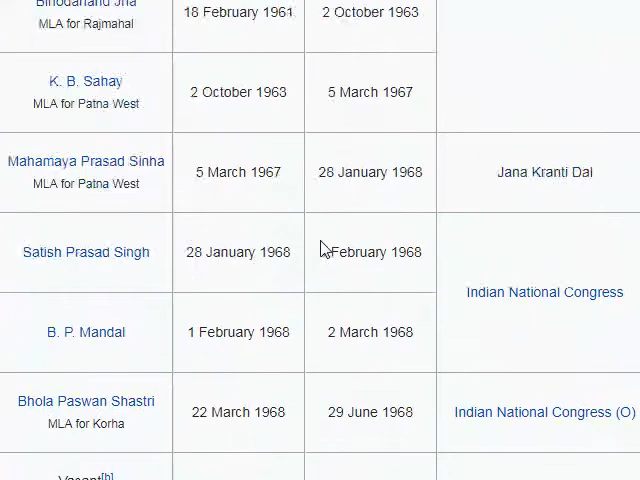 Binodanand Jha
MLA for Rajmahal
18 February 1961
2 October 1963
K. B. Sahay
MLA for Patna West
2 October 1963
5 March 1967
Mahamaya Prasad Sinha
MLA for Patna West
5 March 1967
28 January 1968
Jana Kranti Dal
Satish Prasad Singh
28 January 1968
February 1968
Indian National Congress
B. P. Mandal
1 February 1968
2 March 1968
Bhola Paswan Shastri
MLA for Korha
22 March 1968
29 June 1968
Indian National Congress (O)
Vacant[b]